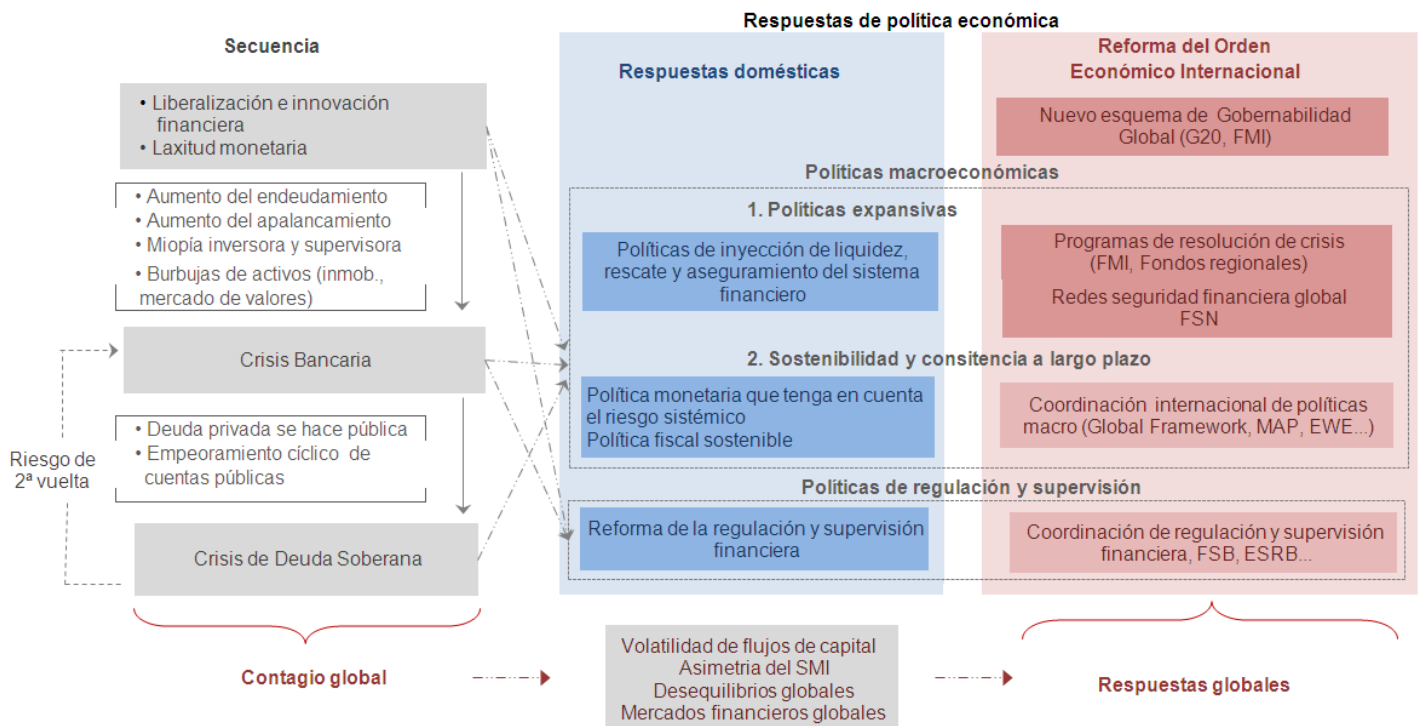 Respuestas de política económica
Secuencia
• Liberalización e innovación
financiera
• Laxitud monetaria
• Aumento del endeudamiento
• Aumento del apalancamiento
• Miopía inversora y supervisora
• Burbujas de activos (inmob.,
mercado de valores)
Crisis Bancaria
• Deuda privada se hace pública
• Empeoramiento cíclico de
cuentas públicas
Riesgo de
2ª vuelta
Crisis de Deuda Soberana
Contagio global
Respuestas domésticas
Reforma del Orden
Económico Internacional
Nuevo esquema de Gobernabilidad
Global (G20, FMI)
Políticas macroeconómicas
1. Políticas expansivas
Políticas de inyección de liquidez,
rescate y aseguramiento del sistema
financiero
Programas de resolución de crisis
(FMI, Fondos regionales)
Redes seguridad financiera global
FSN
2. Sostenibilidad y consitencia a largo plazo
Política monetaria que tenga en cuenta
el riesgo sistémico
Política fiscal sostenible
Coordinación internacional de políticas
macro (Global Framework, MAP, EWE...)
Políticas de regulación y supervisión
Reforma de la regulación y supervisión
financiera
Coordinación de regulación y supervisión
financiera, FSB, ESRB...
Volatilidad de flujos de capital
Asimetria del SMI
Desequilibrios globales
Mercados financieros globales
Respuestas globales